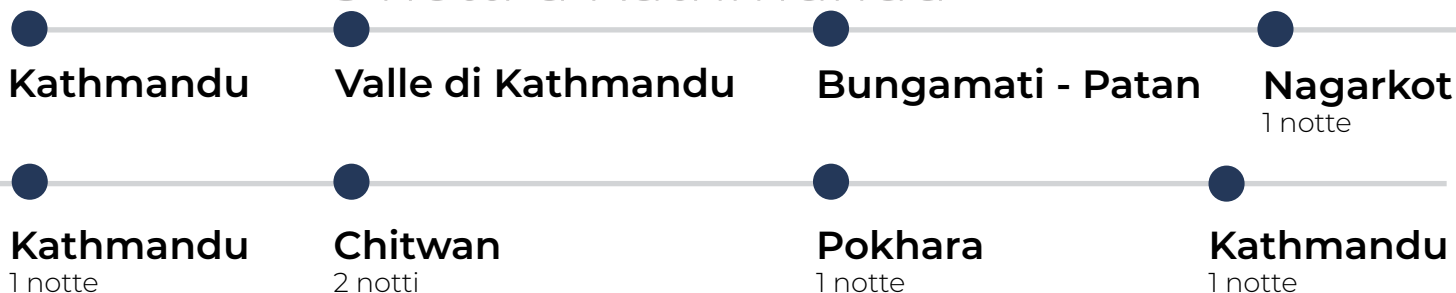 Kathmandu
Valle di Kathmandu
Bungamati - Patan
Nagarkot
1 notte
Kathmandu
1 notte
Chitwan
2 notti
Pokhara
1 notte
Kathmandu
1 notte